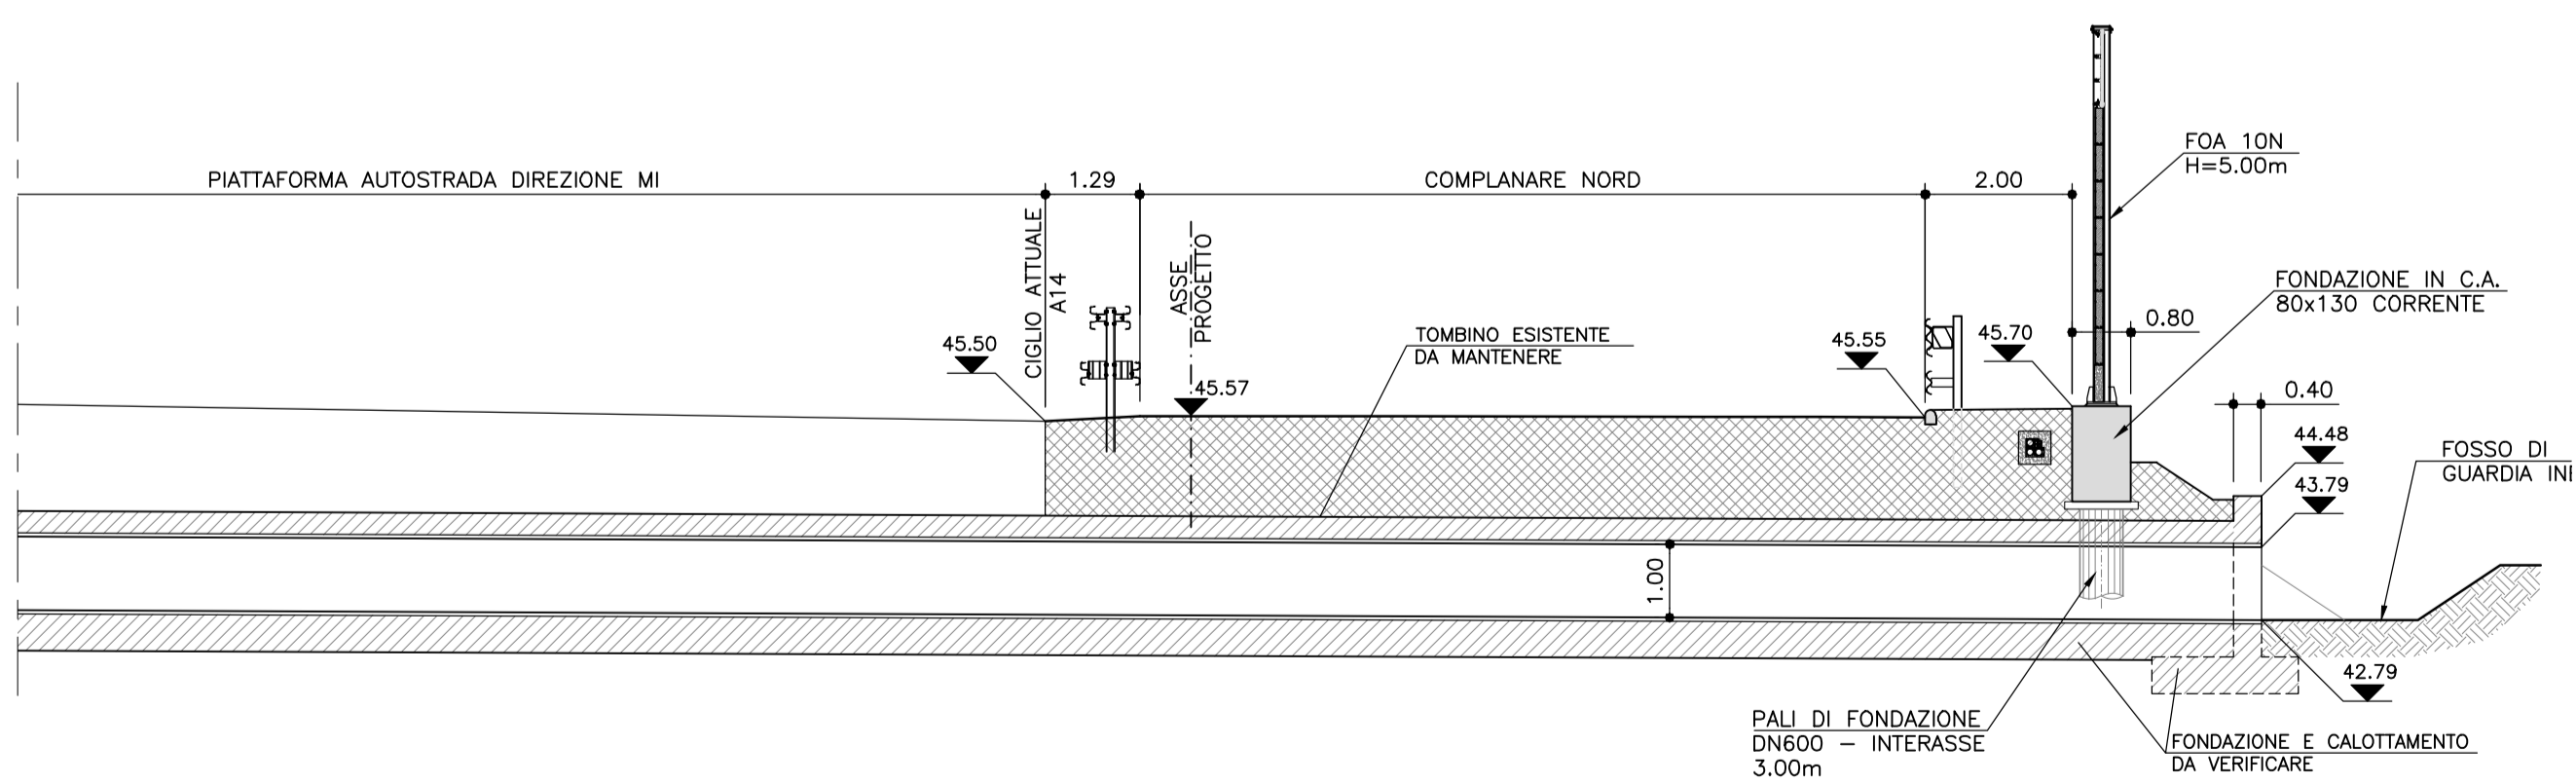 PIATTAFORMA AUTOSTRADA DIREZIONE MI
1.29
COMPLANARE NORD
2.00
FOA 10N
H=5.00m
CIGLIO ATTUALE
A14
ASSE
PROGETTO
FONDAZIONE IN C.A.
80x130 CORRENTE
0.80
45.50
TOMBINO ESISTENTE
DA MANTENERE
45.55
45.70
45.57
0.40
44.48
43.79
FOSSO DI
GUARDIA
1.00
42.79
PALI DI FONDAZIONE
DN600 – INTERASSE
3.00m
FONDAZIONE E CALOTTAMENTO
DA VERIFICARE